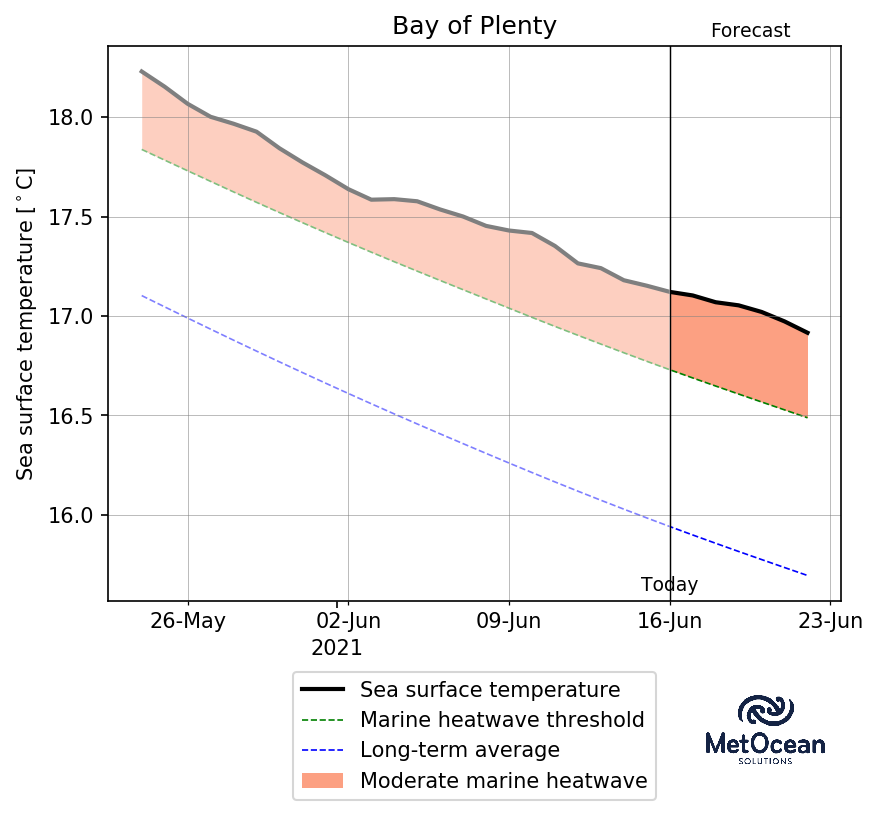 Bay of Plenty
Forecast
Sea surface temperature [°C]
18.0
17.5
17.0
16.5
16.0
Today
26-May
02-Jun
09-Jun
16-Jun
23-Jun
2021
Sea surface temperature
Marine heatwave threshold
Long-term average
Moderate marine heatwave
MetOcean
SOLUTIONS